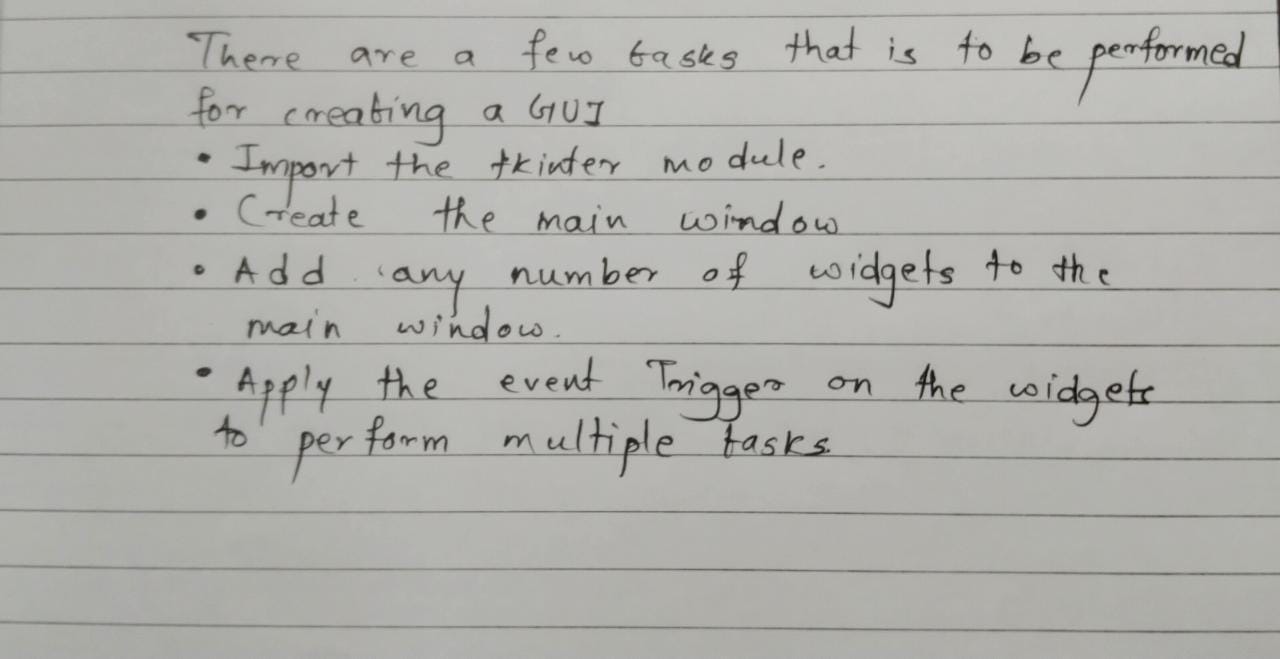 There are a few tasks that is to be performed
for creating a GUI
• Import the tkinter module.
• Create the main window
• Add any number of widgets to the
main window.
• Apply the event Trigger on the widgets
to perform multiple tasks.